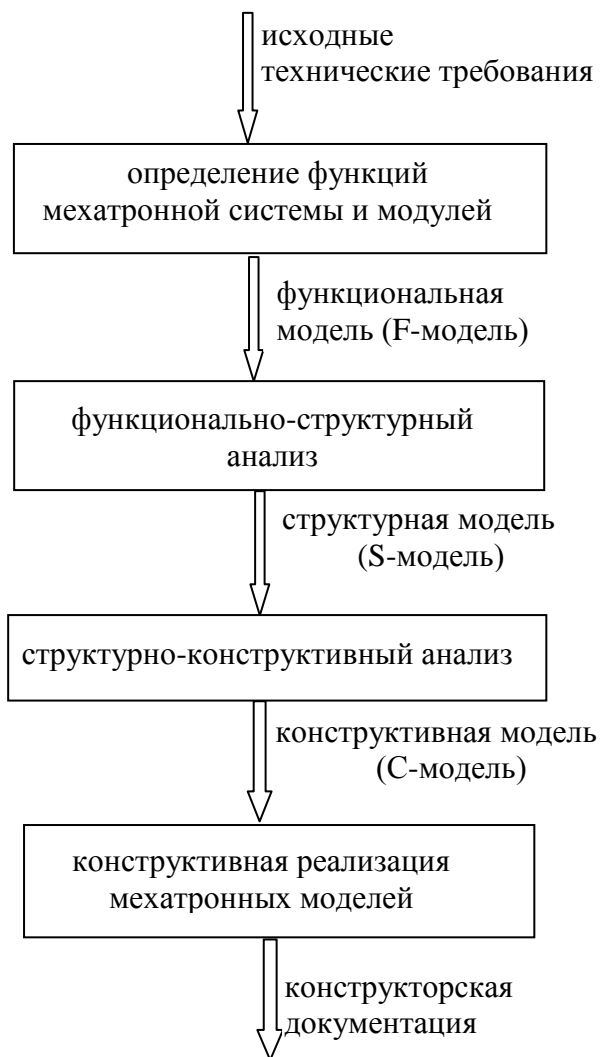 исходные
технические требования
определение функций
мехатронной системы и модулей
функциональная
модель (F-модель)
функционально-структурный
анализ
структурная модель
(S-модель)
структурно-конструктивный анализ
конструктивная модель
(С-модель)
конструктивная реализация
мехатронных моделей
конструкторская
документация